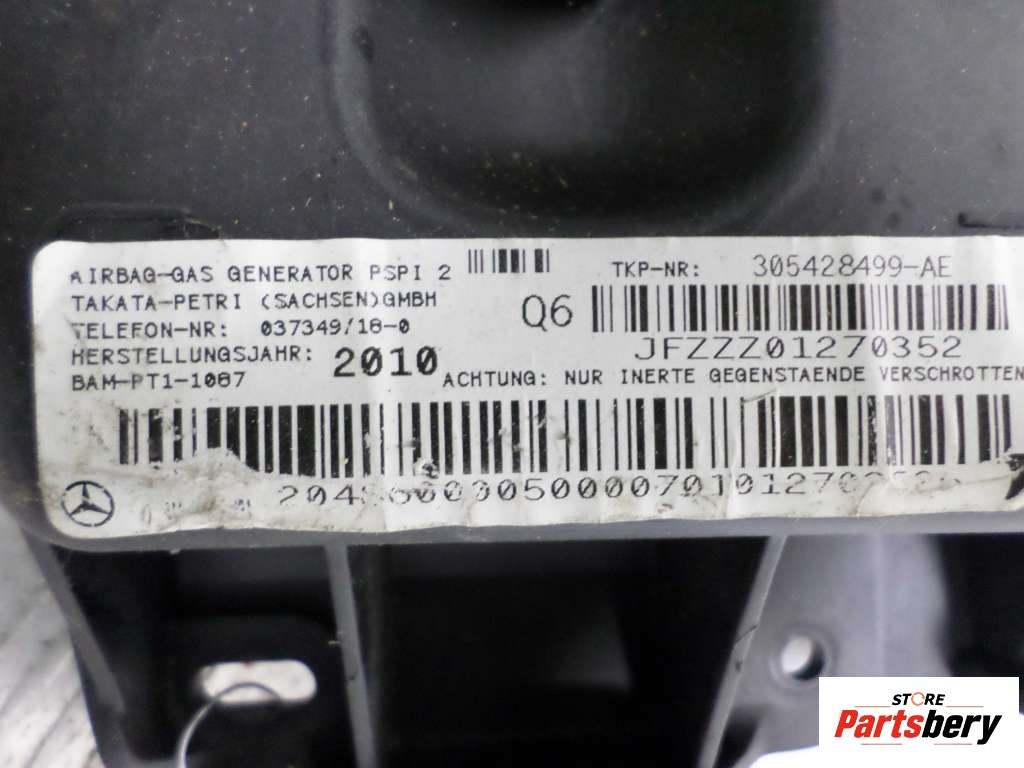 AIRBAG-GAS GENERATOR PSPI 2
TAKATA-PETRI (SACHSEN)GMBH
TELEFON-NR: 037349/18-0
HERSTELLUNGSJAHR: 2010
BAM-PT1-1087
Q6
TKP-NR: 305428499-AE
JFZZZ01270352
ACHTUNG: NUR INERTE GEGENSTAENDE VERSCHROTTEN
STORE
Partsbery